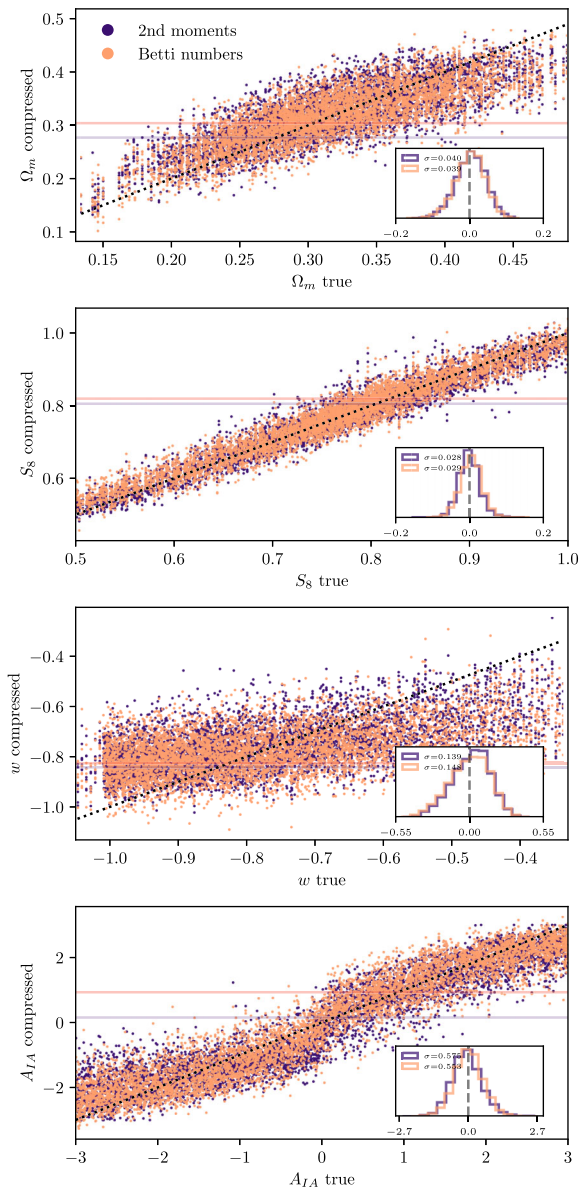 0.5
2nd moments
Betti numbers
0.4
0.3
0.2
0.1
Ω_m compressed
σ=0.040
σ=0.039
−0.2 0.0 0.2
0.15 0.20 0.25 0.30 0.35 0.40 0.45
Ω_m true
1.0
0.8
0.6
S_8 compressed
σ=0.028
σ=0.029
−0.2 0.0 0.2
0.5 0.6 0.7 0.8 0.9 1.0
S_8 true
−0.4
−0.6
−0.8
−1.0
w compressed
σ=0.139
σ=0.148
−0.55 0.00 0.55
−1.0 −0.9 −0.8 −0.7 −0.6 −0.5 −0.4
w true
2
0
−2
A_{IA} compressed
σ=0.575
σ=0.553
−2.7 0.0 2.7
−3 −2 −1 0 1 2 3
A_{IA} true